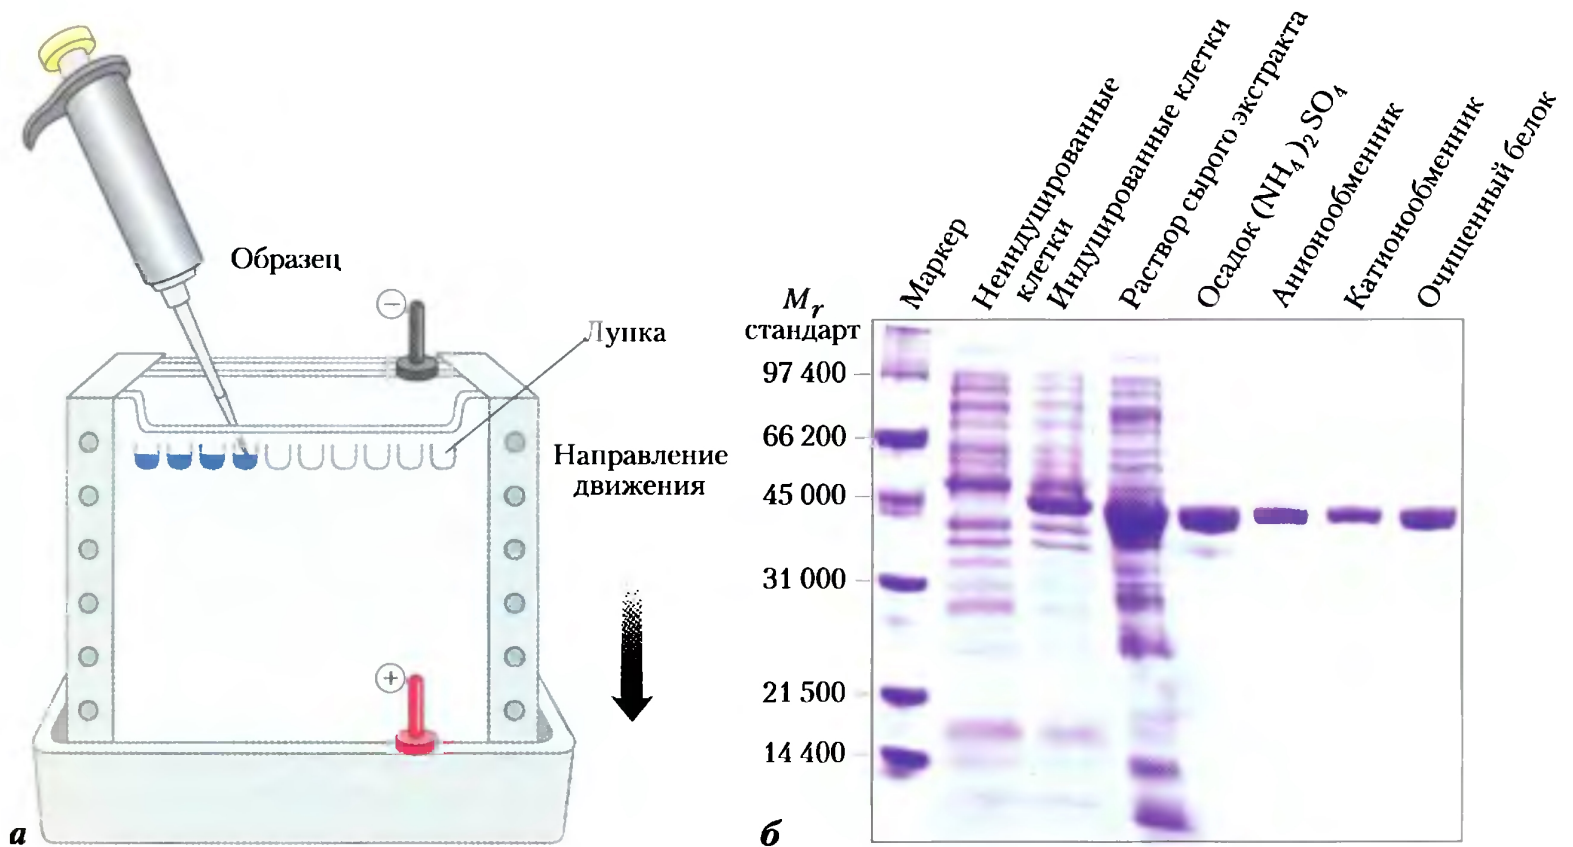 Образец
−
Лунка
Направление
движения
+
а
M_r
стандарт
97 400
66 200
45 000
31 000
21 500
14 400
Маркер
Неиндуцированные
клетки
Индуцированные клетки
Раствор сырого экстракта
Осадок (NH₄)₂SO₄
Анионообменник
Катионообменник
Очищенный белок
б